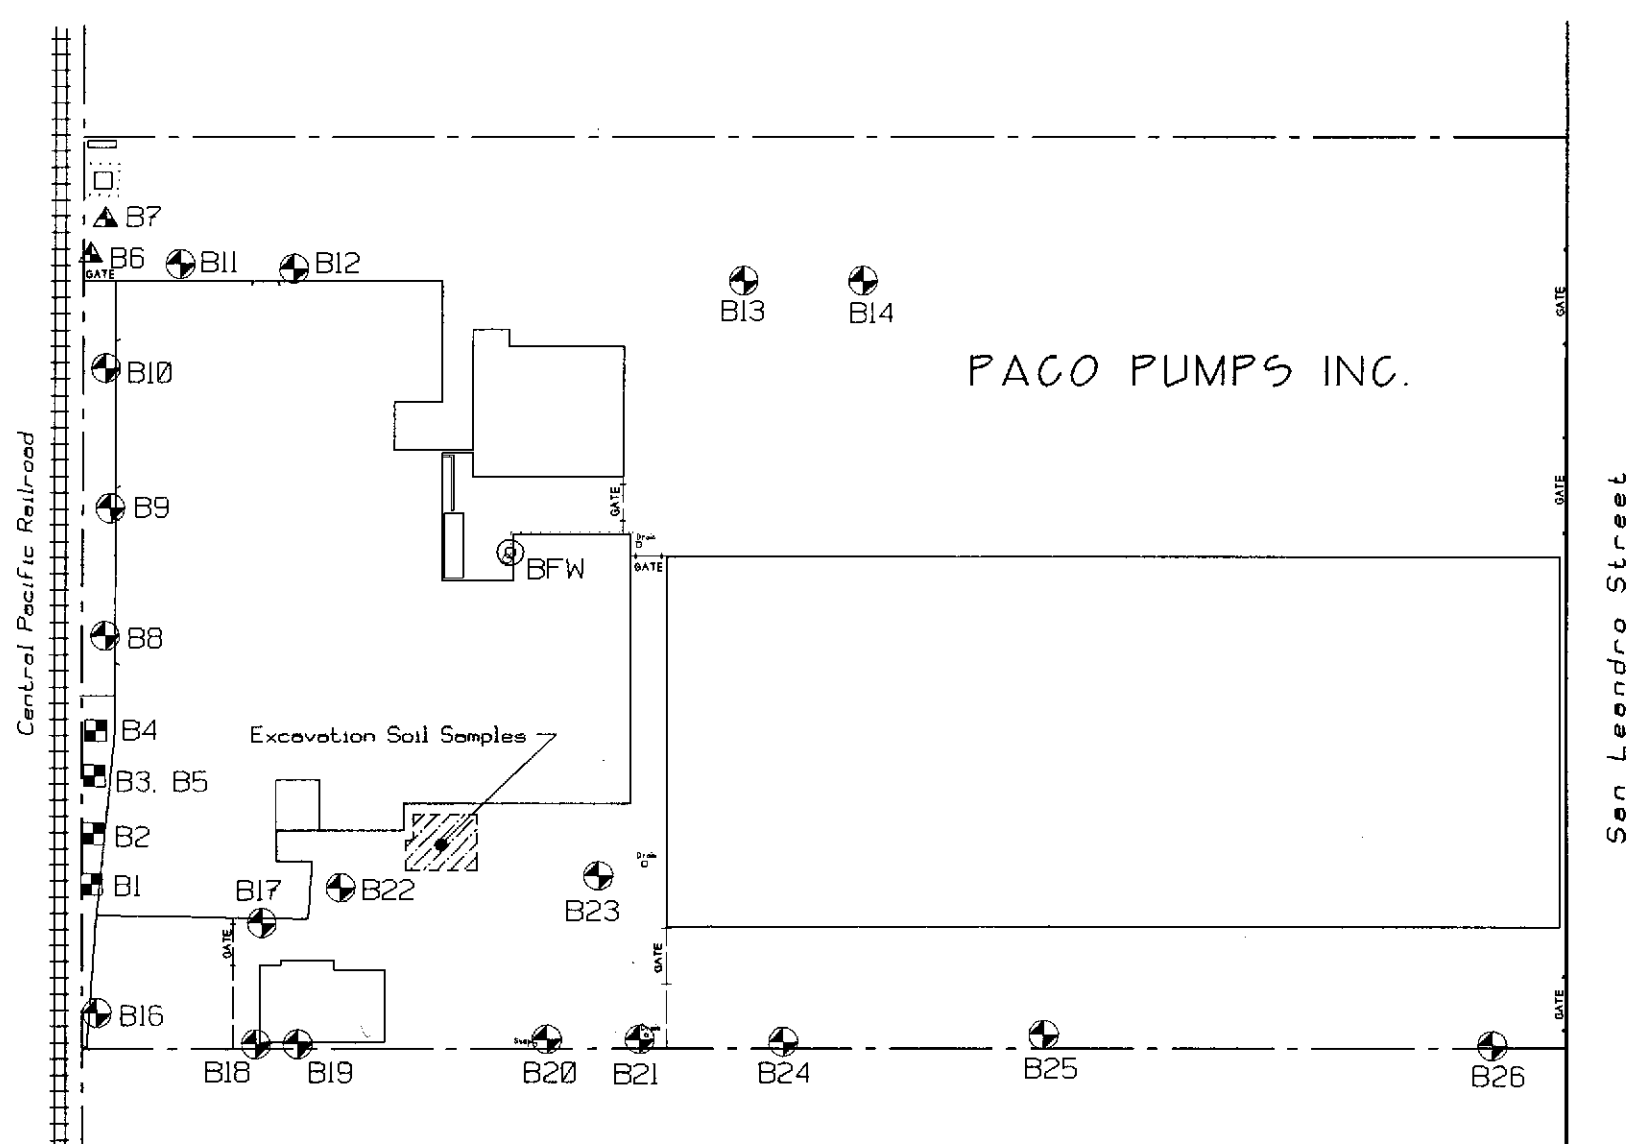 B7
B6
GATE
B11
B12
B13
B14
GATE
PACO PUMPS INC.
B10
Central Pacific Railroad
B9
GATE
GATE
Drain
BFW
GATE
San Leandro Street
B8
B4
Excavation Soil Samples
B3, B5
B2
B1
B17
B22
Drain
B23
GATE
GATE
GATE
B16
B18
B19
B20
B21
B24
B25
B26